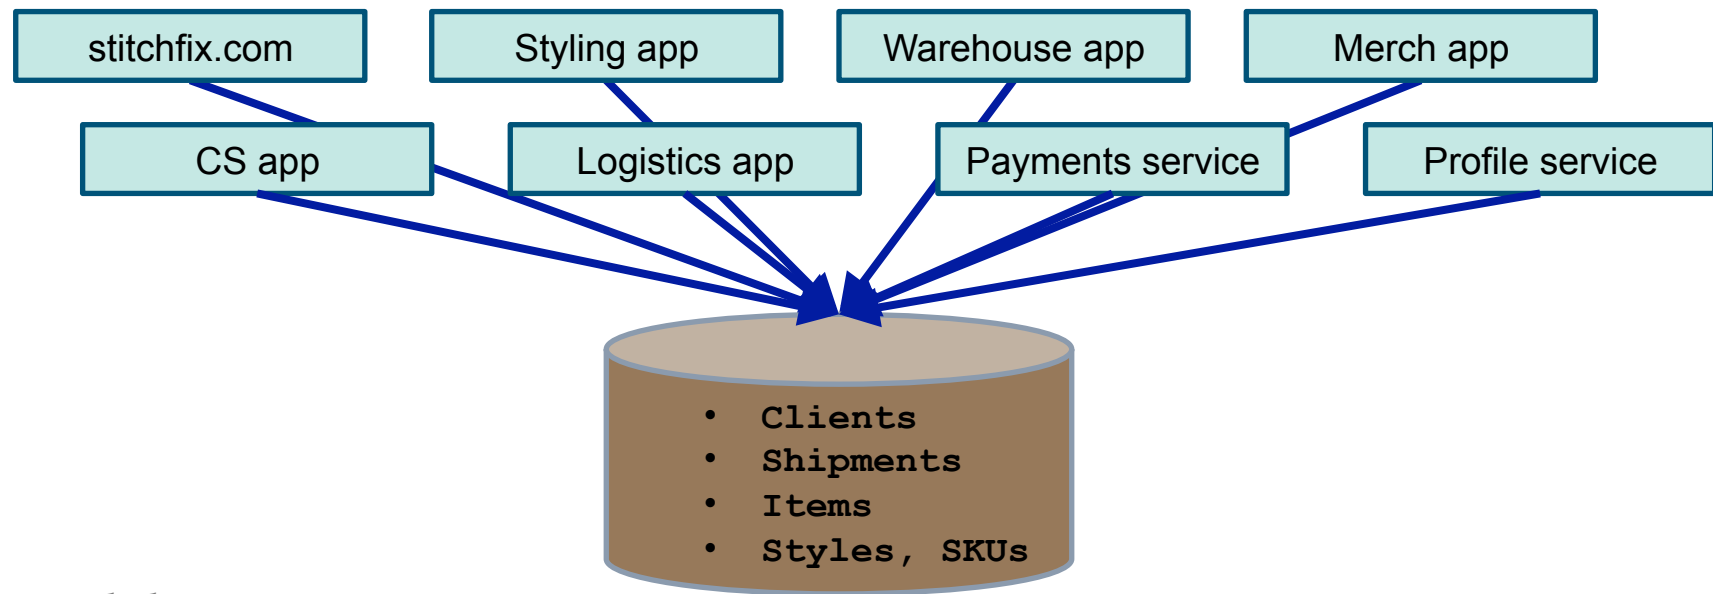 stitchfix.com
Styling app
Warehouse app
Merch app
CS app
Logistics app
Payments service
Profile service
• Clients
• Shipments
• Items
• Styles, SKUs